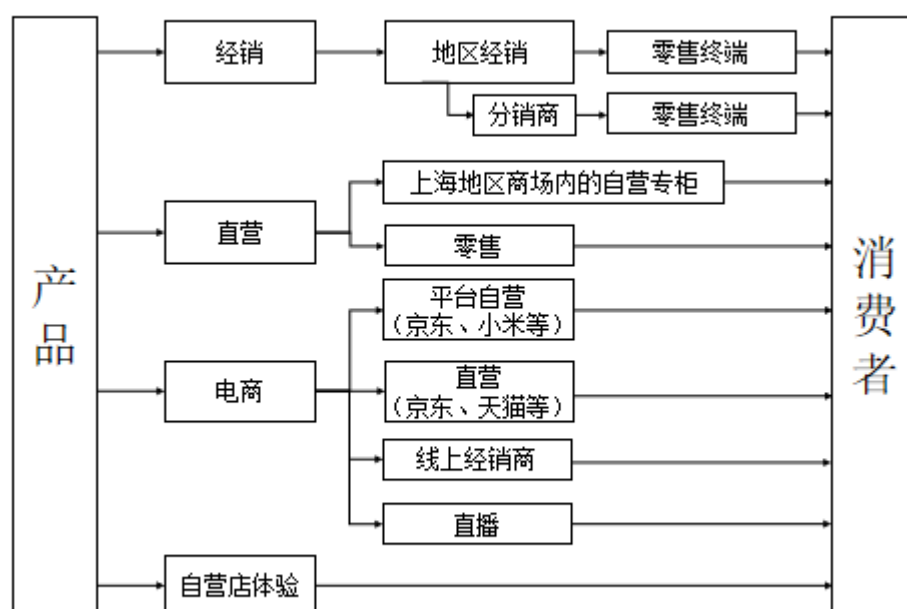 产品
经销
地区经销
零售终端
分销商
零售终端
直营
上海地区商场内的自营专柜
零售
电商
平台自营
（京东、小米等）
直营
（京东、天猫等）
线上经销商
直播
自营店体验
消费者